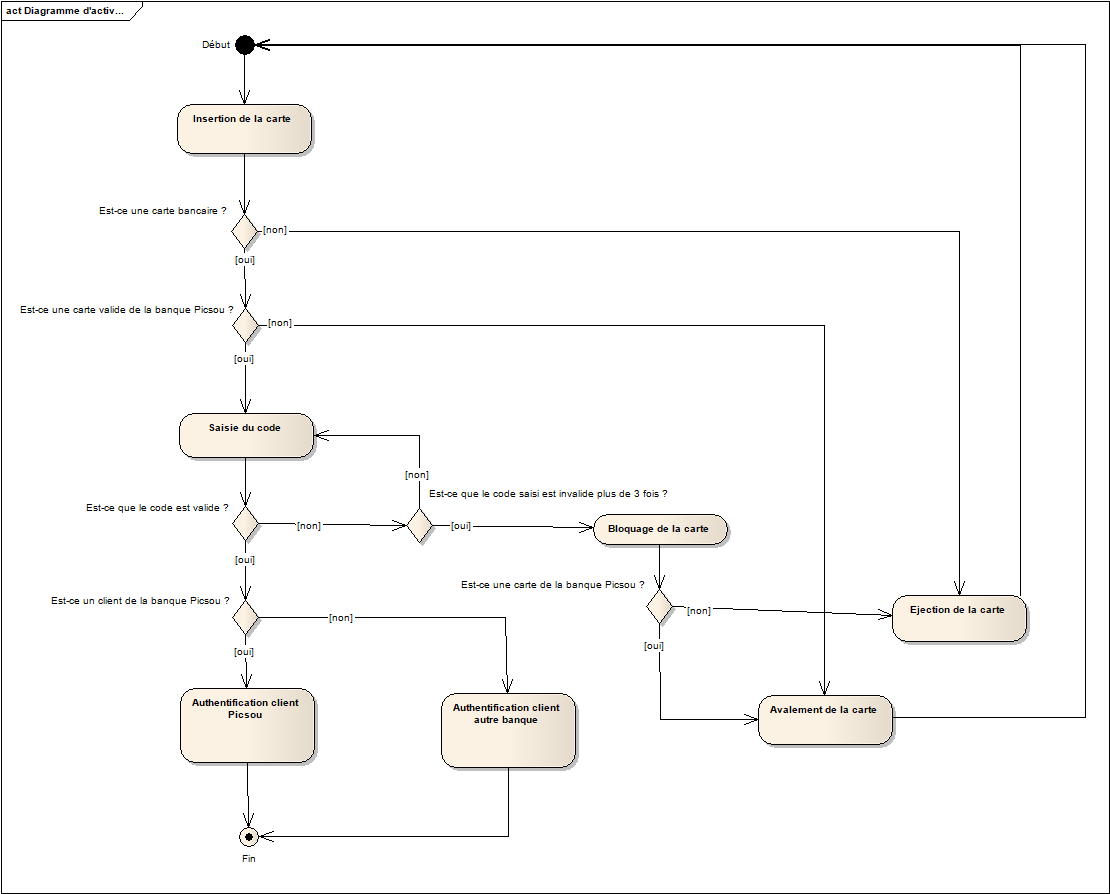 act Diagramme d'activ...
Début
Insertion de la carte
Est-ce une carte bancaire ?
[non]
[oui]
Est-ce une carte valide de la banque Picsou ?
[non]
[oui]
Saisie du code
[non]
Est-ce que le code saisi est invalide plus de 3 fois ?
Est-ce que le code est valide ?
[non]
[oui]
Bloquage de la carte
[oui]
Est-ce une carte de la banque Picsou ?
Est-ce un client de la banque Picsou ?
[non]
[non]
Ejection de la carte
[oui]
[oui]
Authentification client
Picsou
Authentification client
autre banque
Avalement de la carte
Fin